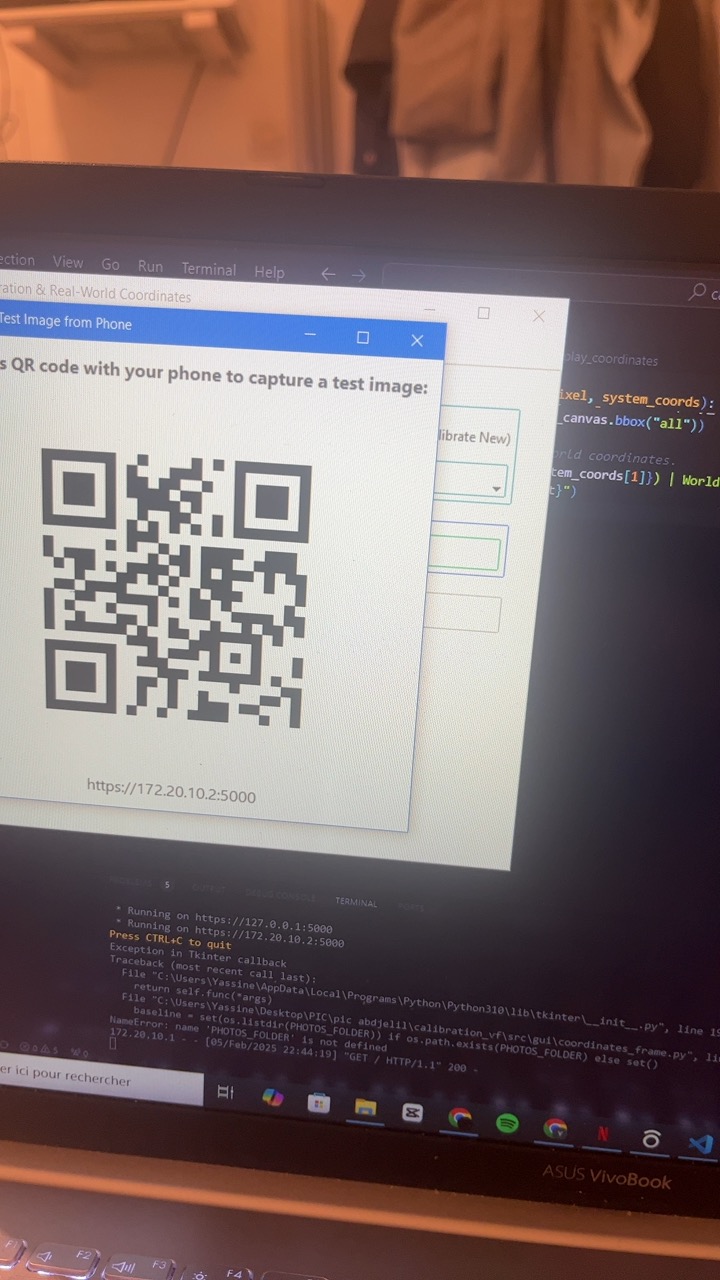 ection View Go Run Terminal Help
ration & Real-World Coordinates
Test Image from Phone
s QR code with your phone to capture a test image:
librate New)
https://172.20.10.2:5000
play_coordinates
ixel, system_coords):
_canvas.bbox("all"))
orld coordinates.
tem_coords[1]}) | World
t}")
5
TERMINAL
* Running on https://127.0.0.1:5000
* Running on https://172.20.10.2:5000
Press CTRL+C to quit
Exception in Tkinter callback
Traceback (most recent call last):
File "C:\Users\Yassine\AppData\Local\Programs\Python\Python310\lib\tkinter\__init__.py", line 19
return self.func(*args)
File "C:\Users\Yassine\Desktop\PIC\pic abdjelil\calibration_vf\src\gui\coordinates_frame.py", li
baseline = set(os.listdir(PHOTOS_FOLDER)) if os.path.exists(PHOTOS_FOLDER) else set()
NameError: name 'PHOTOS_FOLDER' is not defined
172.20.10.1 - - [05/Feb/2025 22:44:19] "GET / HTTP/1.1" 200 -
er ici pour rechercher
ASUS VivoBook
F1 F2 F3 F4